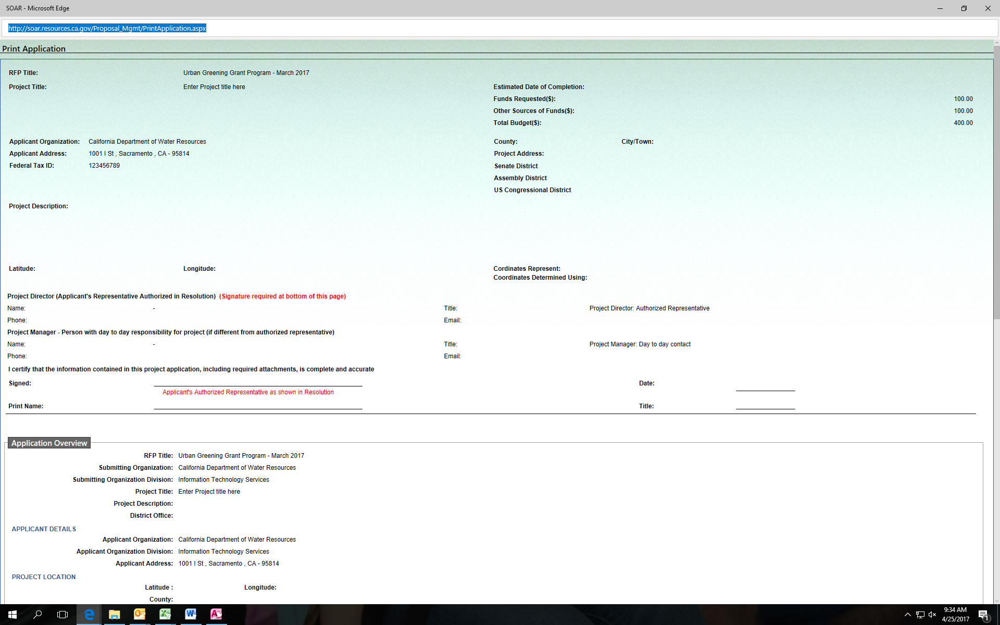 SOAR - Microsoft Edge
http://soar.resources.ca.gov/Proposal_Mgmt/PrintApplication.aspx
Print Application
RFP Title: Urban Greening Grant Program - March 2017
Project Title: Enter Project title here Estimated Date of Completion:
Funds Requested($): 100.00
Other Sources of Funds($): 100.00
Total Budget($): 400.00
Applicant Organization: California Department of Water Resources County: City/Town:
Applicant Address: 1001 I St , Sacramento , CA - 95814 Project Address:
Federal Tax ID: 123456789 Senate District
Assembly District
US Congressional District
Project Description:
Latitude: Longitude: Cordinates Represent:
Coordinates Determined Using:
Project Director (Applicant's Representative Authorized in Resolution) (Signature required at bottom of this page)
Name: - Title: Project Director: Authorized Representative
Phone: Email:
Project Manager - Person with day to day responsibility for project (if different from authorized representative)
Name: - Title: Project Manager: Day to day contact
Phone: Email:
I certify that the information contained in this project application, including required attachments, is complete and accurate
Signed: Date:
Applicant's Authorized Representative as shown in Resolution
Print Name: Title:
Application Overview
RFP Title: Urban Greening Grant Program - March 2017
Submitting Organization: California Department of Water Resources
Submitting Organization Division: Information Technology Services
Project Title: Enter Project title here
Project Description:
District Office:
APPLICANT DETAILS
Applicant Organization: California Department of Water Resources
Applicant Organization Division: Information Technology Services
Applicant Address: 1001 I St , Sacramento , CA - 95814
PROJECT LOCATION
Latitude : Longitude:
County:
9:34 AM
4/25/2017
1